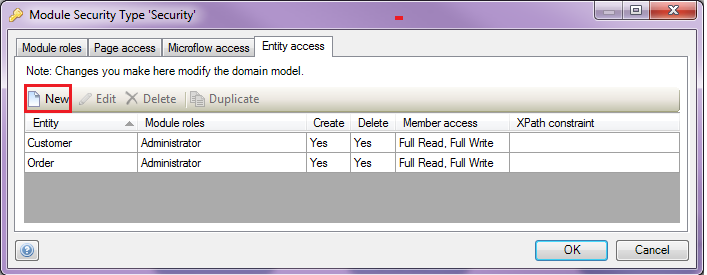 Module Security Type 'Security'
Module roles Page access Microflow access Entity access
Note: Changes you make here modify the domain model.
New Edit Delete Duplicate
Entity Module roles Create Delete Member access XPath constraint
Customer Administrator Yes Yes Full Read, Full Write
Order Administrator Yes Yes Full Read, Full Write
OK Cancel